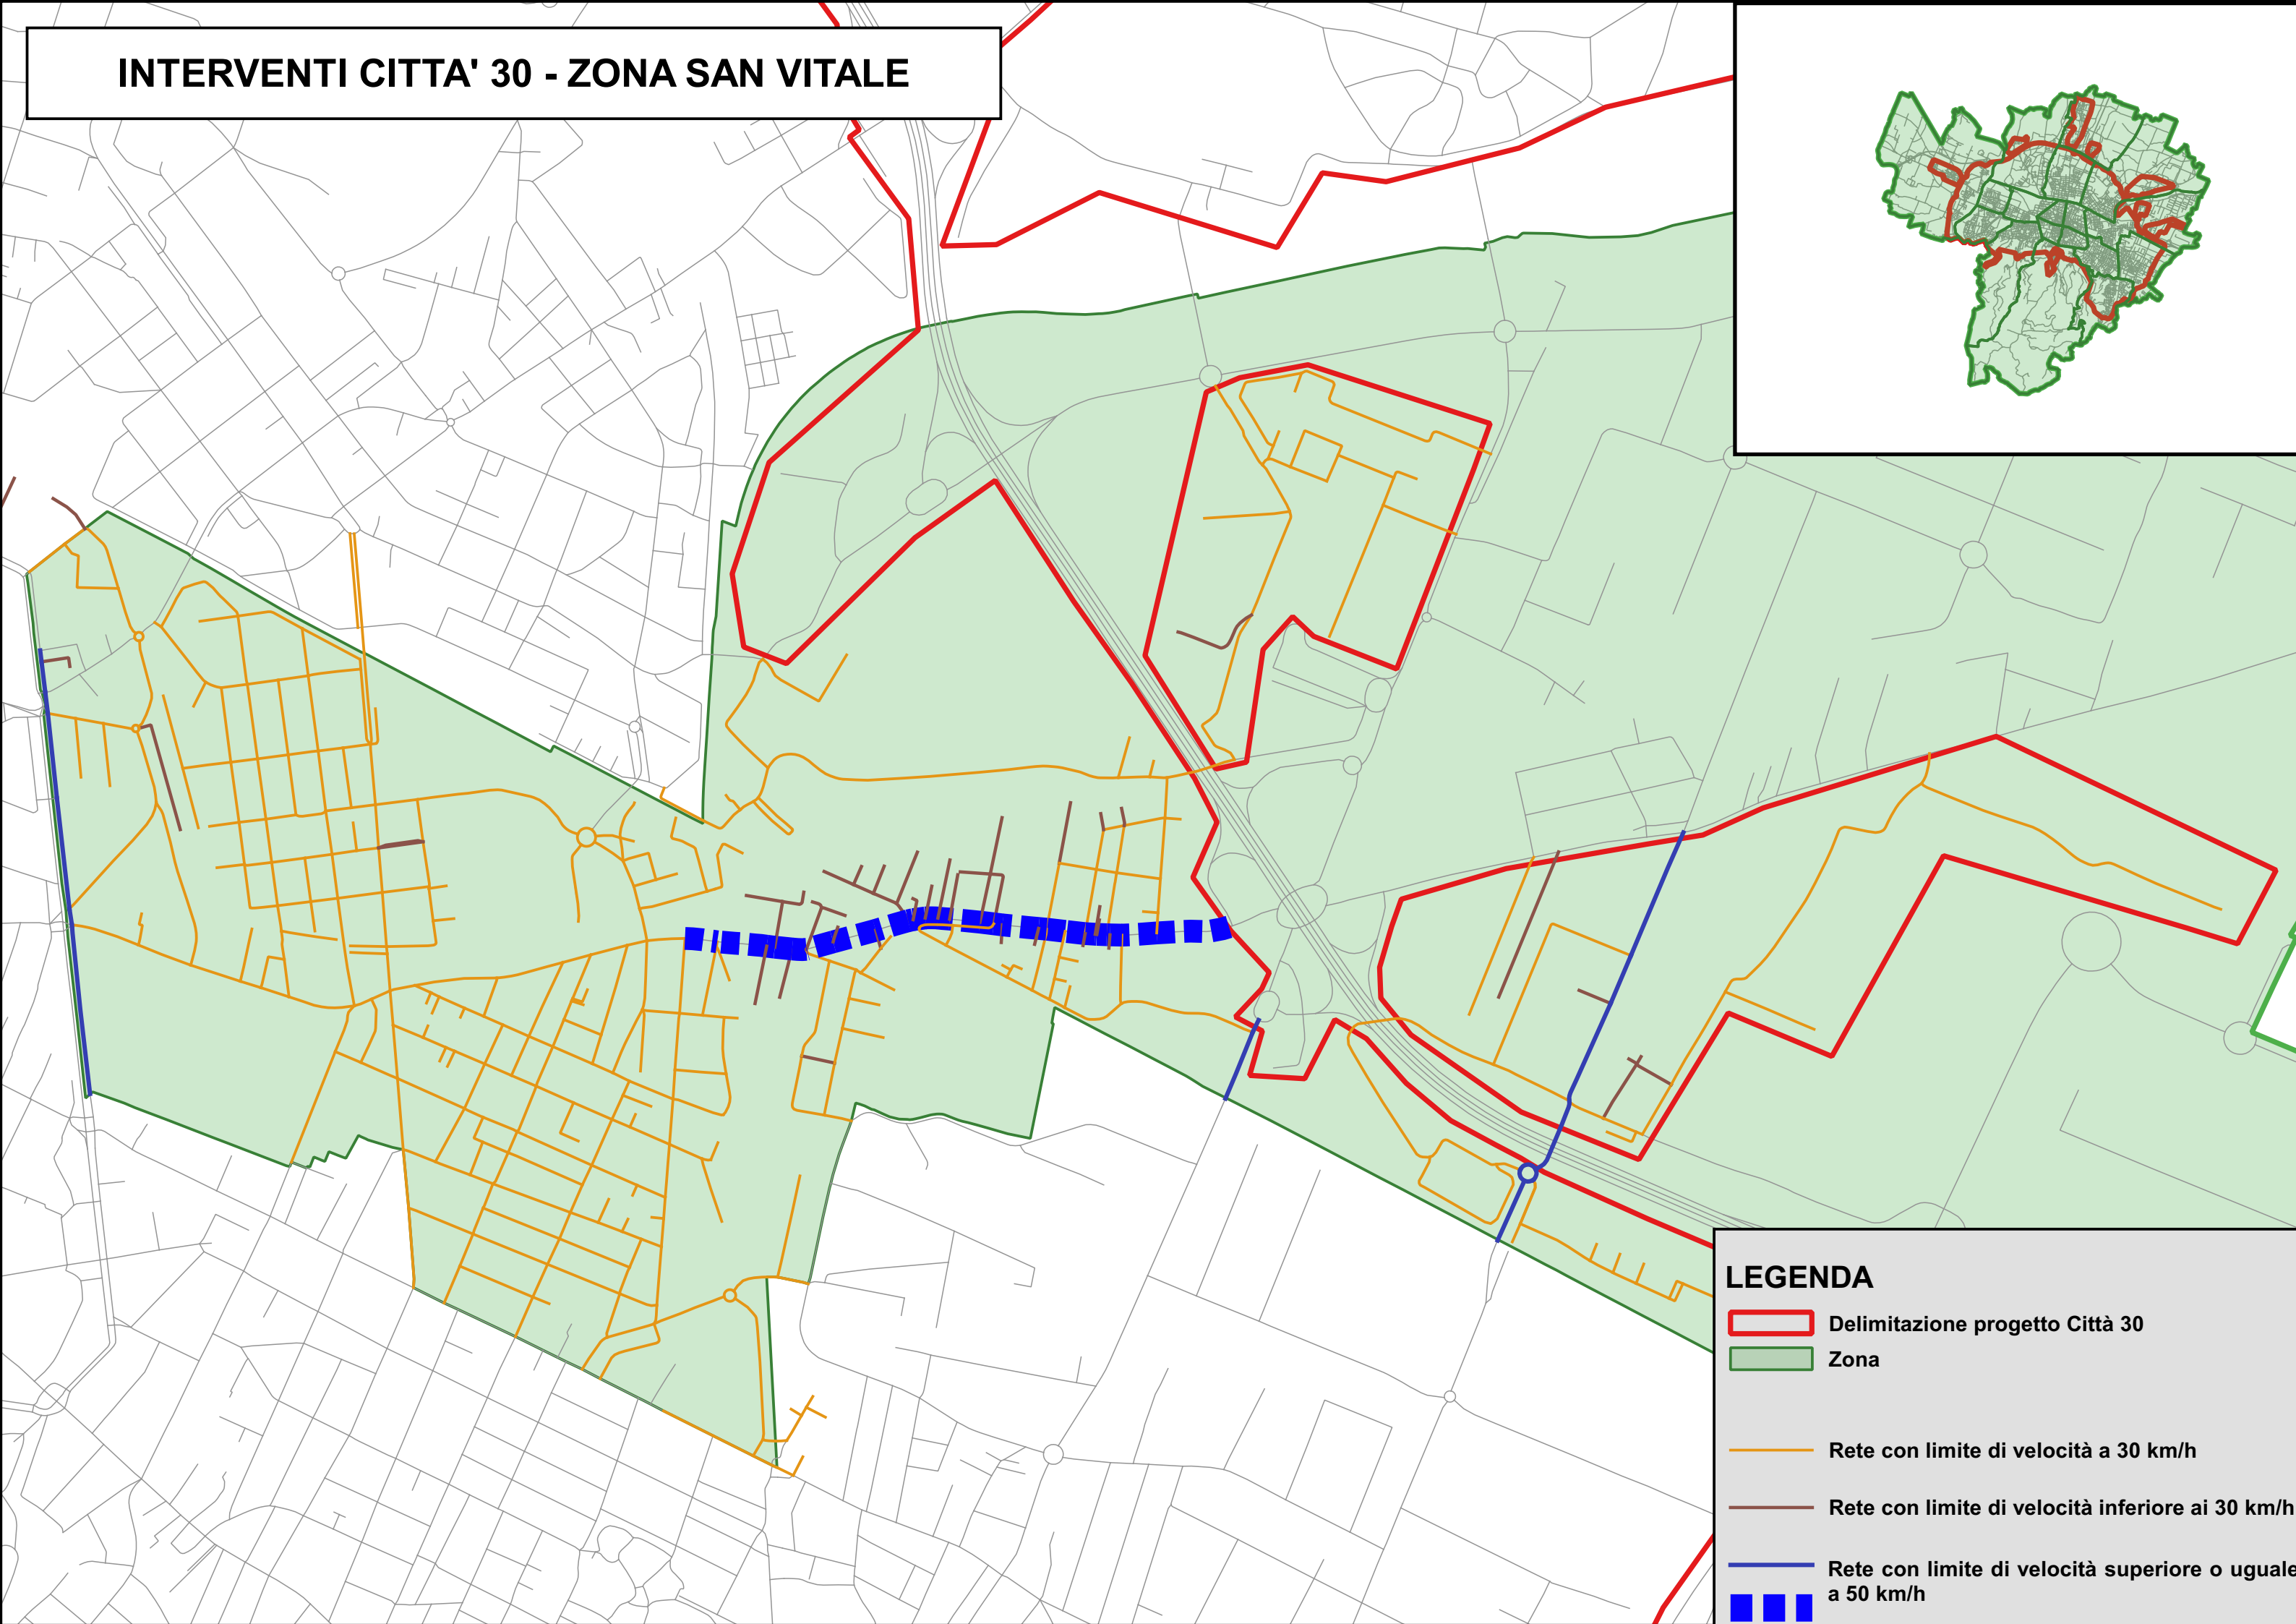 INTERVENTI CITTA' 30 - ZONA SAN VITALE
LEGENDA
Delimitazione progetto Città 30
Zona
Rete con limite di velocità a 30 km/h
Rete con limite di velocità inferiore ai 30 km/h
Rete con limite di velocità superiore o uguale
a 50 km/h